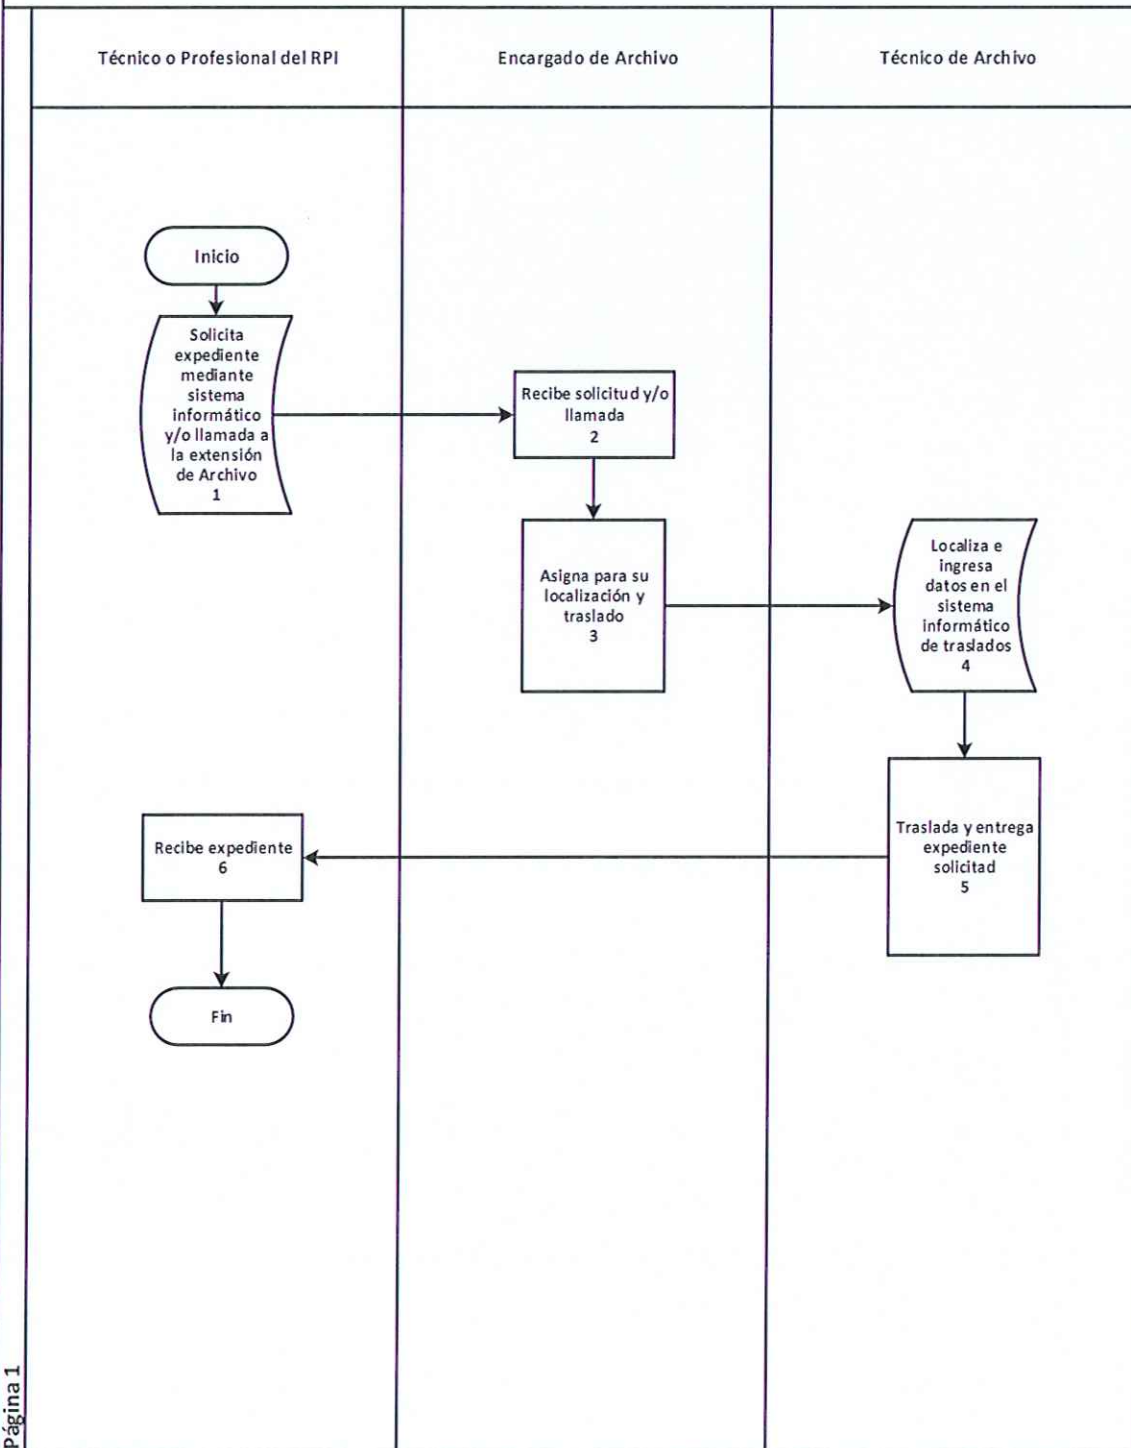 Técnico o Profesional del RPI
Encargado de Archivo
Técnico de Archivo
Inicio
Solicita
expediente
mediante
sistema
informático
y/o llamada a
la extensión
de Archivo
1
Recibe solicitud y/o
llamada
2
Asigna para su
localización y
traslado
3
Localiza e
ingresa
datos en el
sistema
informático
de traslados
4
Traslada y entrega
expediente
solicitad
5
Recibe expediente
6
Fin
Página 1